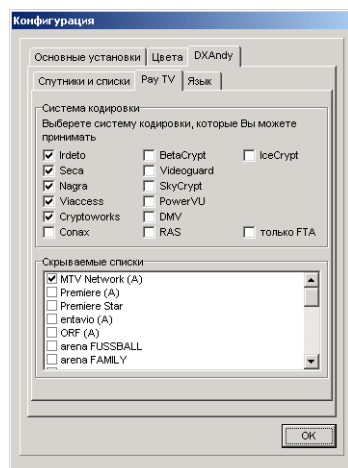 Конфигурация
Основные установки Цвета DXAndy
Спутники и списки Pay TV Язык
Система кодировки
Выберете систему кодировки, которые Вы можете
принимать
Irdeto BetaCrypt IceCrypt
Seca Videoguard
Nagra SkyCrypt
Viaccess PowerVU
Cryptoworks DMV
Conax RAS только FTA
Скрываемые списки
MTV Network (A)
Premiere (A)
Premiere Star
entavio (A)
ORF (A)
arena FUSSBALL
arena FAMILY
OK